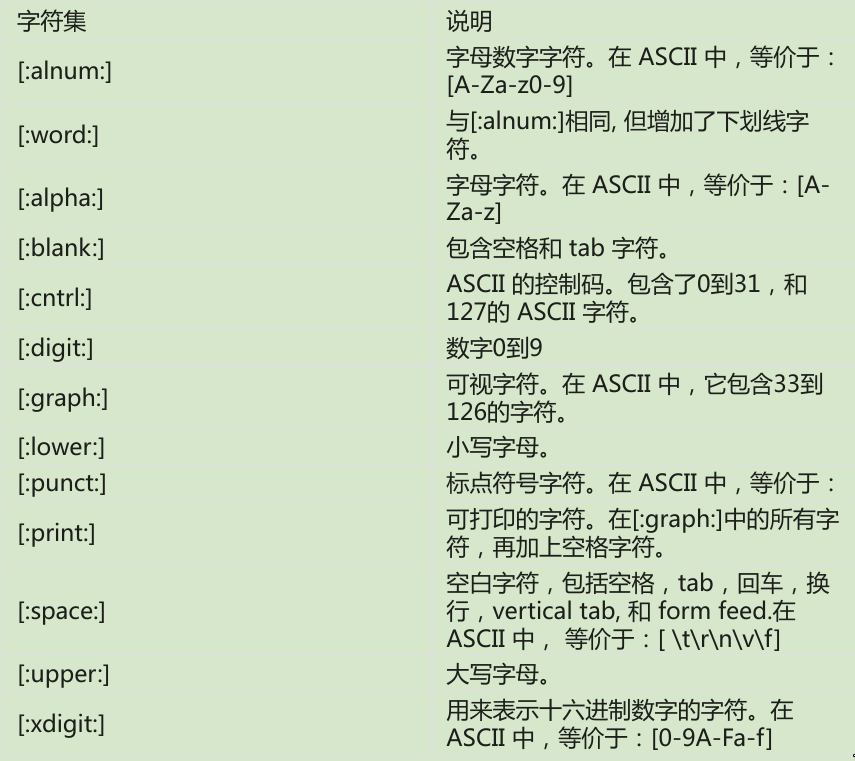 字符集
说明
[:alnum:]
字母数字字符。在 ASCII 中，等价于：
[A-Za-z0-9]
[:word:]
与[:alnum:]相同, 但增加了下划线字
符。
[:alpha:]
字母字符。在 ASCII 中，等价于：[A-
Za-z]
[:blank:]
包含空格和 tab 字符。
[:cntrl:]
ASCII 的控制码。包含了0到31，和
127的 ASCII 字符。
[:digit:]
数字0到9
[:graph:]
可视字符。在 ASCII 中，它包含33到
126的字符。
[:lower:]
小写字母。
[:punct:]
标点符号字符。在 ASCII 中，等价于：
[:print:]
可打印的字符。在[:graph:]中的所有字
符，再加上空格字符。
[:space:]
空白字符，包括空格，tab，回车，换
行，vertical tab, 和 form feed.在
ASCII 中， 等价于：[ \t\r\n\v\f]
[:upper:]
大写字母。
[:xdigit:]
用来表示十六进制数字的字符。在
ASCII 中，等价于：[0-9A-Fa-f]